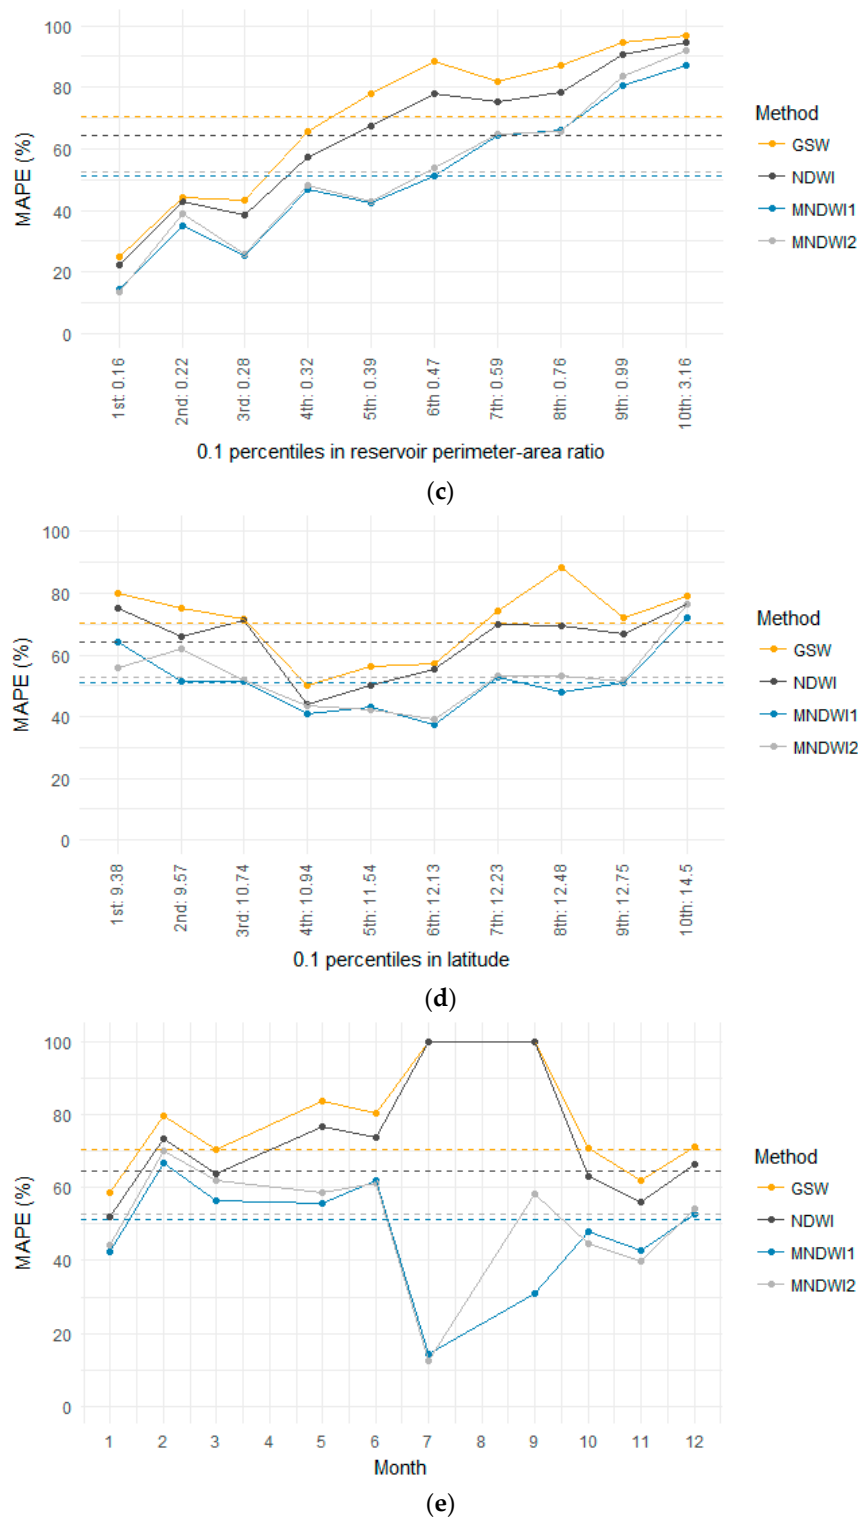 100
80
60
40
20
0
MAPE (%)
Method
GSW
NDWI
MNDWI1
MNDWI2
1st: 0.16
2nd: 0.22
3rd: 0.28
4th: 0.32
5th: 0.39
6th 0.47
7th: 0.59
8th: 0.76
9th: 0.99
10th: 3.16
0.1 percentiles in reservoir perimeter-area ratio
(c)
100
80
60
40
20
0
MAPE (%)
Method
GSW
NDWI
MNDWI1
MNDWI2
1st: 9.38
2nd: 9.57
3rd: 10.74
4th: 10.94
5th: 11.54
6th: 12.13
7th: 12.23
8th: 12.48
9th: 12.75
10th: 14.5
0.1 percentiles in latitude
(d)
100
80
60
40
20
0
MAPE (%)
Method
GSW
NDWI
MNDWI1
MNDWI2
1 2 3 4 5 6 7 8 9 10 11 12
Month
(e)